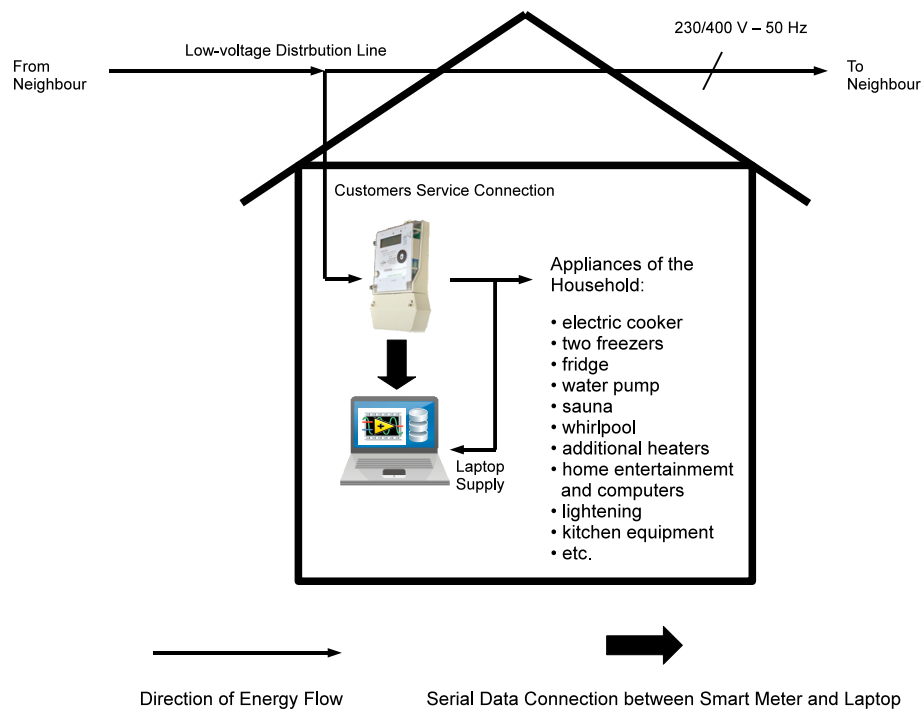 230/400 V – 50 Hz
Low-voltage Distrbution Line
From
Neighbour
To
Neighbour
Customers Service Connection
Appliances of the
Household:
• electric cooker
• two freezers
• fridge
• water pump
• sauna
• whirlpool
• additional heaters
• home entertainmemt
and computers
• lightening
• kitchen equipment
• etc.
Laptop
Supply
Direction of Energy Flow
Serial Data Connection between Smart Meter and Laptop